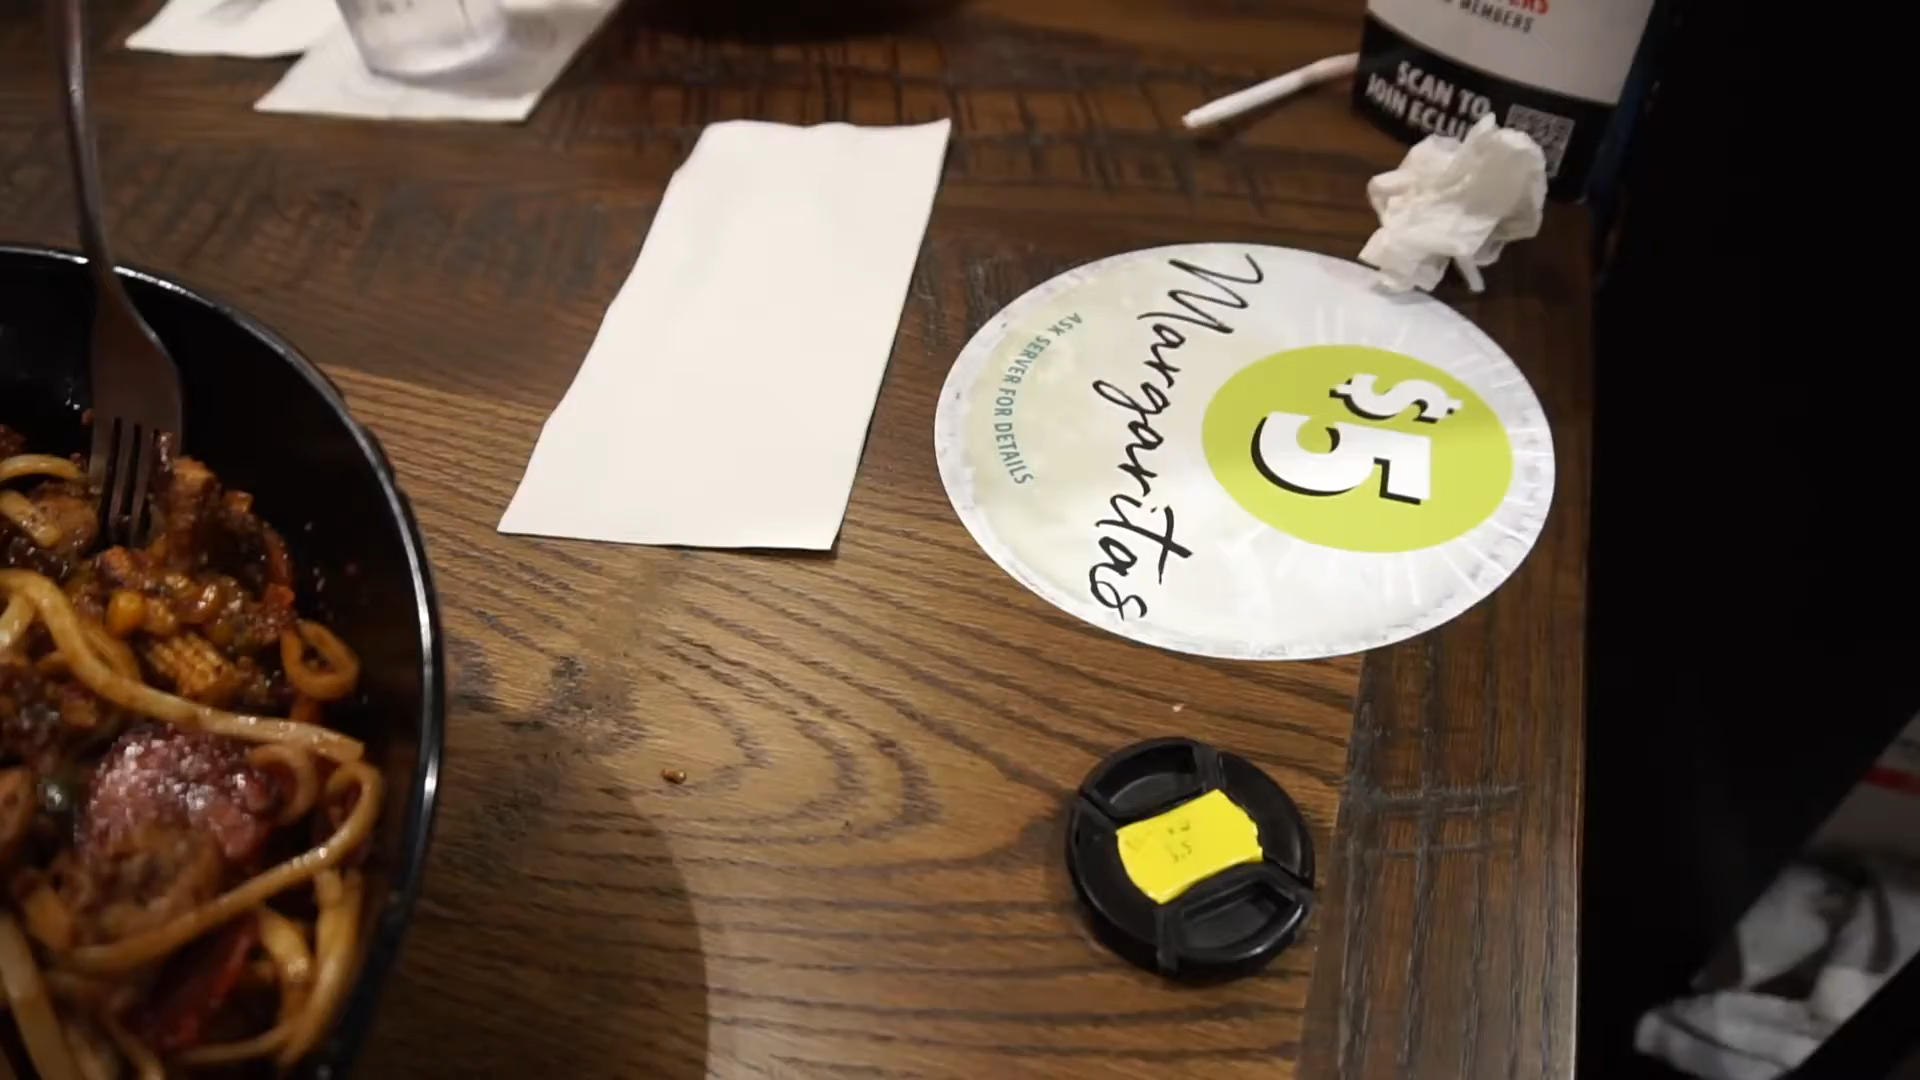 MEMBERS
SCAN TO
JOIN ECLU
$5
Margaritas
ASK SERVER FOR DETAILS